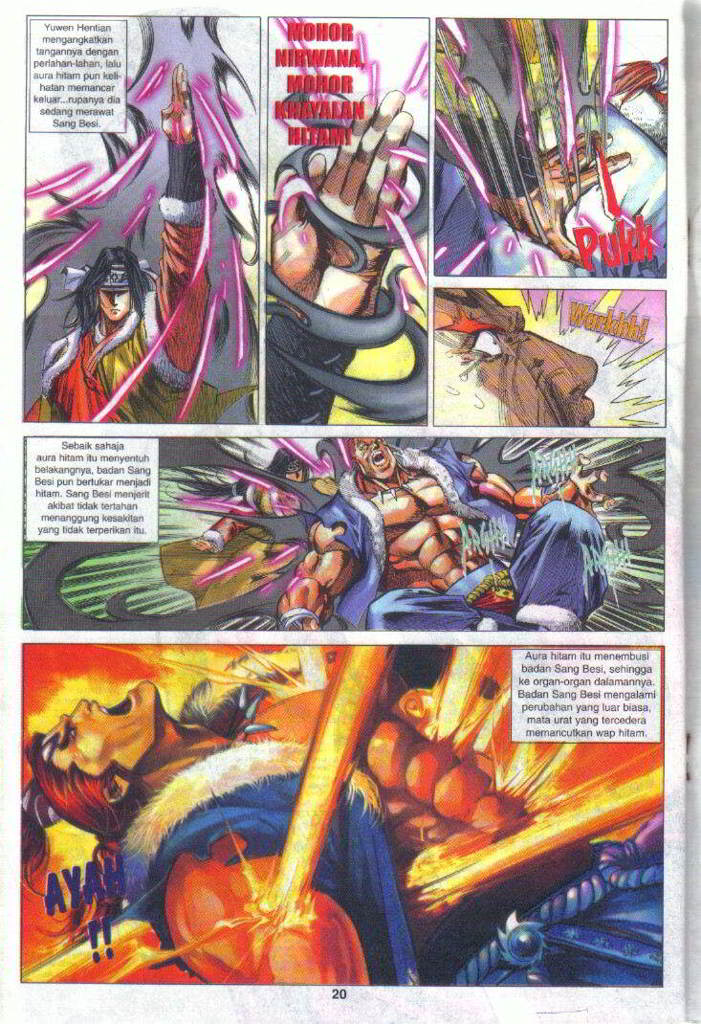 Yuwen Hentian
mengangkatkan
tangannya dengan
perlahan-lahan, lalu
aura hitam pun keli-
hatan memancar
keluar...rupanya dia
sedang merawat
Sang Besi.
MOHOR
NIRWANA,
MOHOR
KHAYALAN
HITAM!
Pukk
Warkhh!
Sebaik sahaja
aura hitam itu menyentuh
belakangnya, badan Sang
Besi pun bertukar menjadi
hitam. Sang Besi menjerit
akibat tidak tertahan
menanggung kesakitan
yang tidak terperikan itu.
ARGHH
ARGHH
ARGHH
Aura hitam itu menembusi
badan Sang Besi, sehingga
ke organ-organ dalamannya.
Badan Sang Besi mengalami
perubahan yang luar biasa,
mata urat yang tercedera
memancutkan wap hitam.
AYAH
!!
20